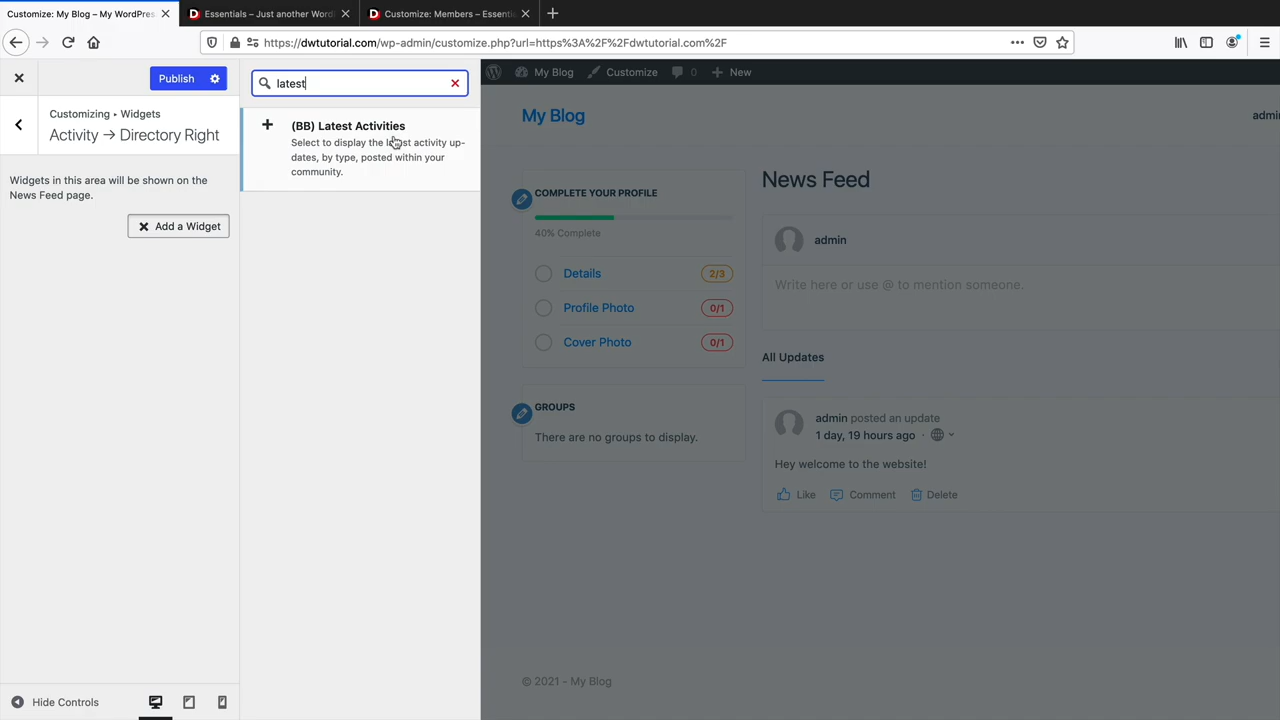 Customize: My Blog – My WordPres
Essentials – Just another Word
Customize: Members – Essentia
https://dwtutorial.com/wp-admin/customize.php?url=https%3A%2F%2Fdwtutorial.com%2F
Publish
latest
My Blog
Customize
0
New
Customizing ▸ Widgets
Activity → Directory Right
Widgets in this area will be shown on the
News Feed page.
Add a Widget
(BB) Latest Activities
Select to display the latest activity up-
dates, by type, posted within your
community.
My Blog
admin
COMPLETE YOUR PROFILE
40% Complete
Details 2/3
Profile Photo 0/1
Cover Photo 0/1
GROUPS
There are no groups to display.
News Feed
admin
Write here or use @ to mention someone.
All Updates
admin posted an update
1 day, 19 hours ago
Hey welcome to the website!
Like Comment Delete
© 2021 - My Blog
Hide Controls